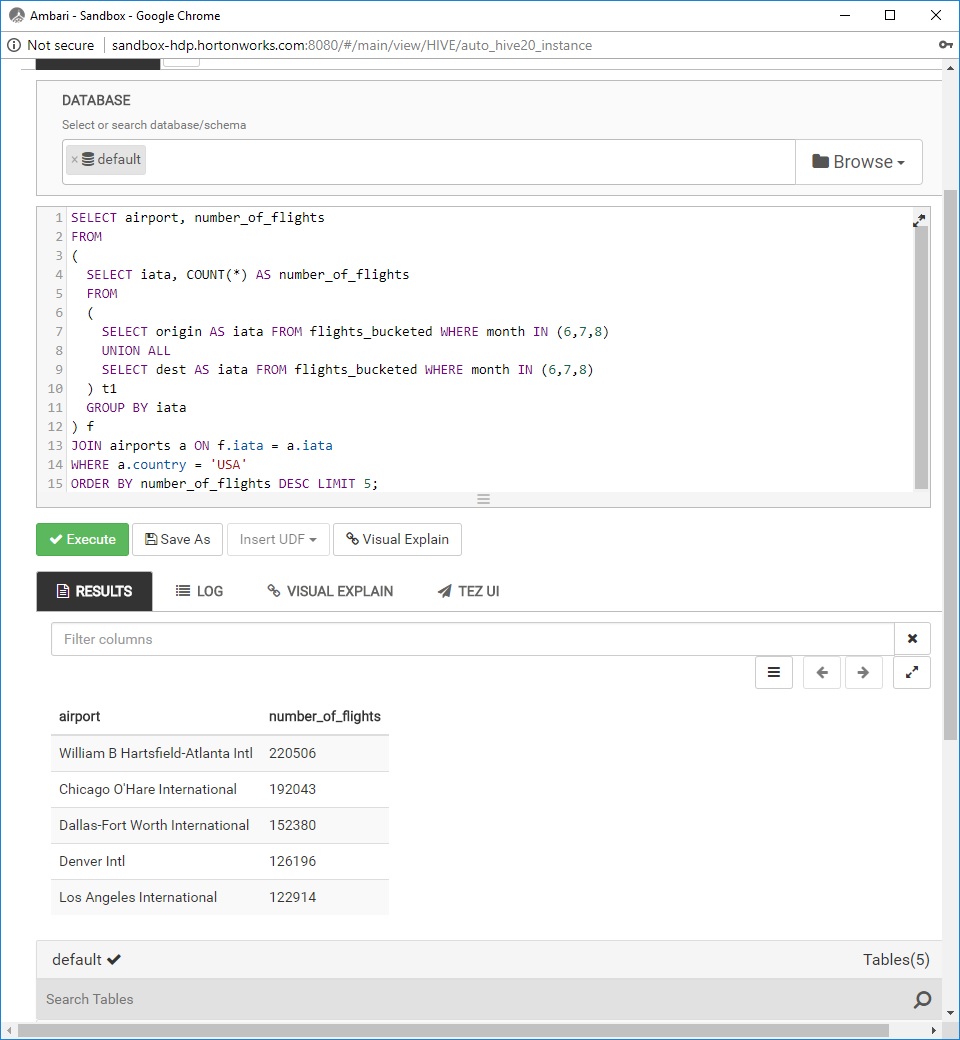 Ambari - Sandbox - Google Chrome
Not secure sandbox-hdp.hortonworks.com:8080/#/main/view/HIVE/auto_hive20_instance
DATABASE
Select or search database/schema
× default
Browse
1 SELECT airport, number_of_flights
2 FROM
3 (
4 SELECT iata, COUNT(*) AS number_of_flights
5 FROM
6 (
7 SELECT origin AS iata FROM flights_bucketed WHERE month IN (6,7,8)
8 UNION ALL
9 SELECT dest AS iata FROM flights_bucketed WHERE month IN (6,7,8)
10 ) t1
11 GROUP BY iata
12 ) f
13 JOIN airports a ON f.iata = a.iata
14 WHERE a.country = 'USA'
15 ORDER BY number_of_flights DESC LIMIT 5;
Execute Save As Insert UDF Visual Explain
RESULTS LOG VISUAL EXPLAIN TEZ UI
Filter columns
airport number_of_flights
William B Hartsfield-Atlanta Intl 220506
Chicago O'Hare International 192043
Dallas-Fort Worth International 152380
Denver Intl 126196
Los Angeles International 122914
default Tables(5)
Search Tables